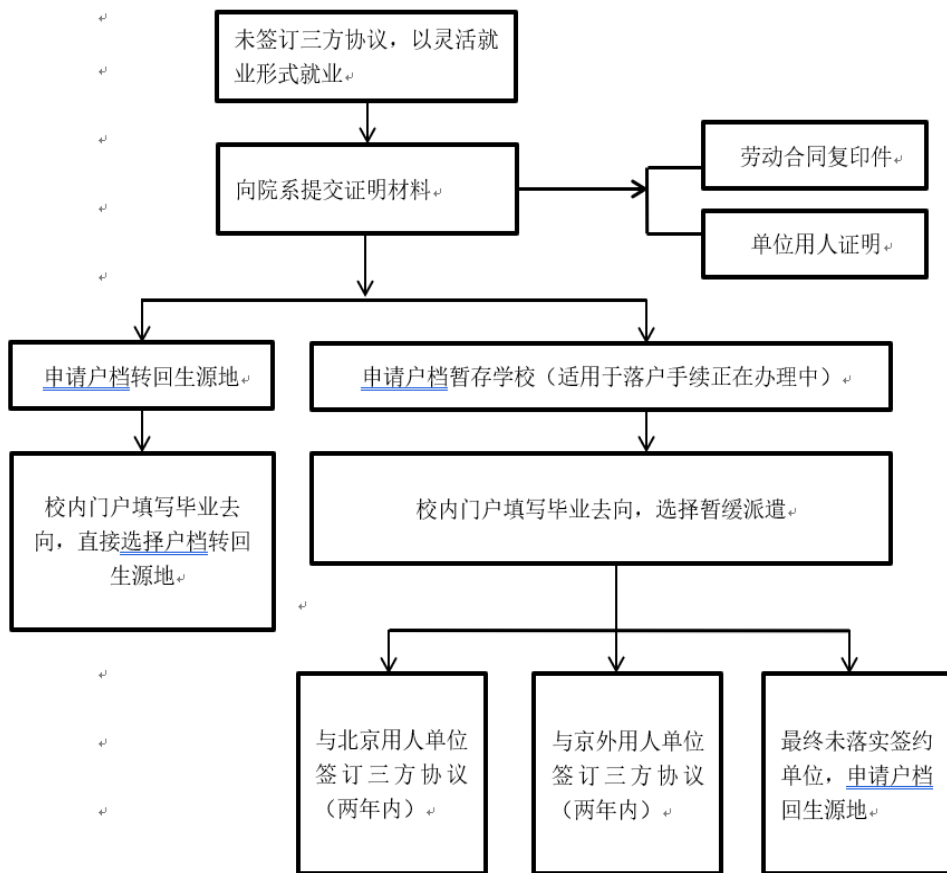 未签订三方协议，以灵活就
业形式就业
向院系提交证明材料
劳动合同复印件
单位用人证明
申请户档转回生源地
申请户档暂存学校（适用于落户手续正在办理中）
校内门户填写毕业去
向，直接选择户档转回
生源地
校内门户填写毕业去向，选择暂缓派遣
与北京用人单位
签订三方协议
（两年内）
与京外用人单位
签订三方协议
（两年内）
最终未落实签约
单位，申请户档
回生源地